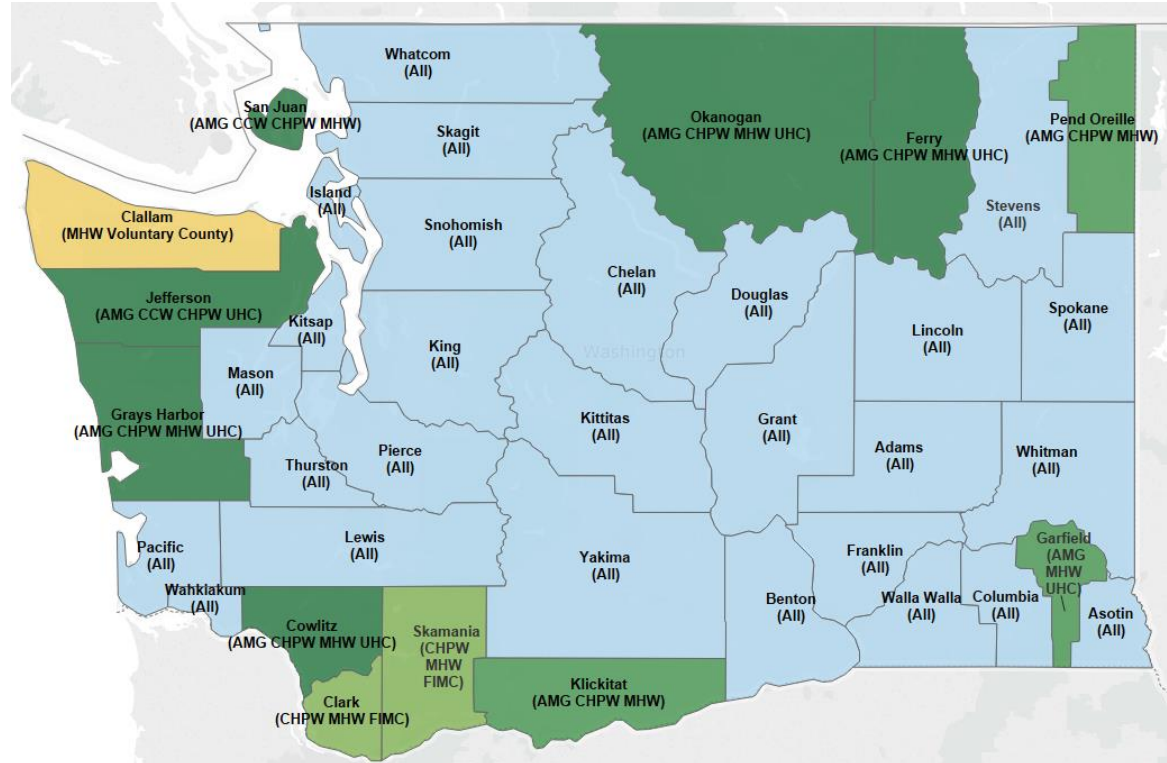 Whatcom
(All)
San Juan
(AMG CCW CHPW MHW)
Skagit
(All)
Okanogan
(AMG CHPW MHW UHC)
Ferry
(AMG CHPW MHW UHC)
Pend Oreille
(AMG CHPW MHW)
Island
(All)
Stevens
(All)
Clallam
(MHW Voluntary County)
Snohomish
(All)
Chelan
(All)
Douglas
(All)
Jefferson
(AMG CCW CHPW UHC)
Kitsap
(All)
Spokane
(All)
Lincoln
(All)
King
(All)
Washington
Mason
(All)
Grays Harbor
(AMG CHPW MHW UHC)
Kittitas
(All)
Grant
(All)
Pierce
(All)
Adams
(All)
Whitman
(All)
Thurston
(All)
Lewis
(All)
Pacific
(All)
Yakima
(All)
Franklin
(All)
Garfield
(AMG
MHW
UHC)
Wahkiakum
(All)
Benton
(All)
Walla Walla
(All)
Columbia
(All)
Asotin
(All)
Cowlitz
(AMG CHPW MHW UHC)
Skamania
(CHPW
MHW
FIMC)
Klickitat
(AMG CHPW MHW)
Clark
(CHPW MHW FIMC)